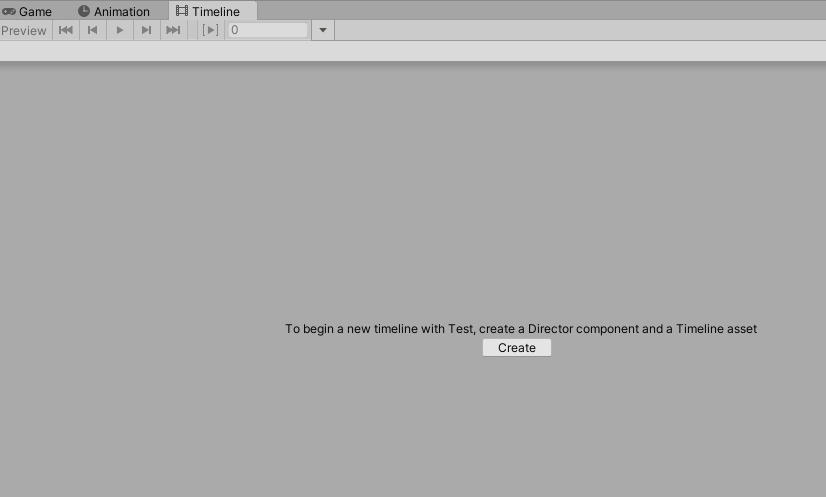 Game Animation Timeline
Preview 0
To begin a new timeline with Test, create a Director component and a Timeline asset
Create